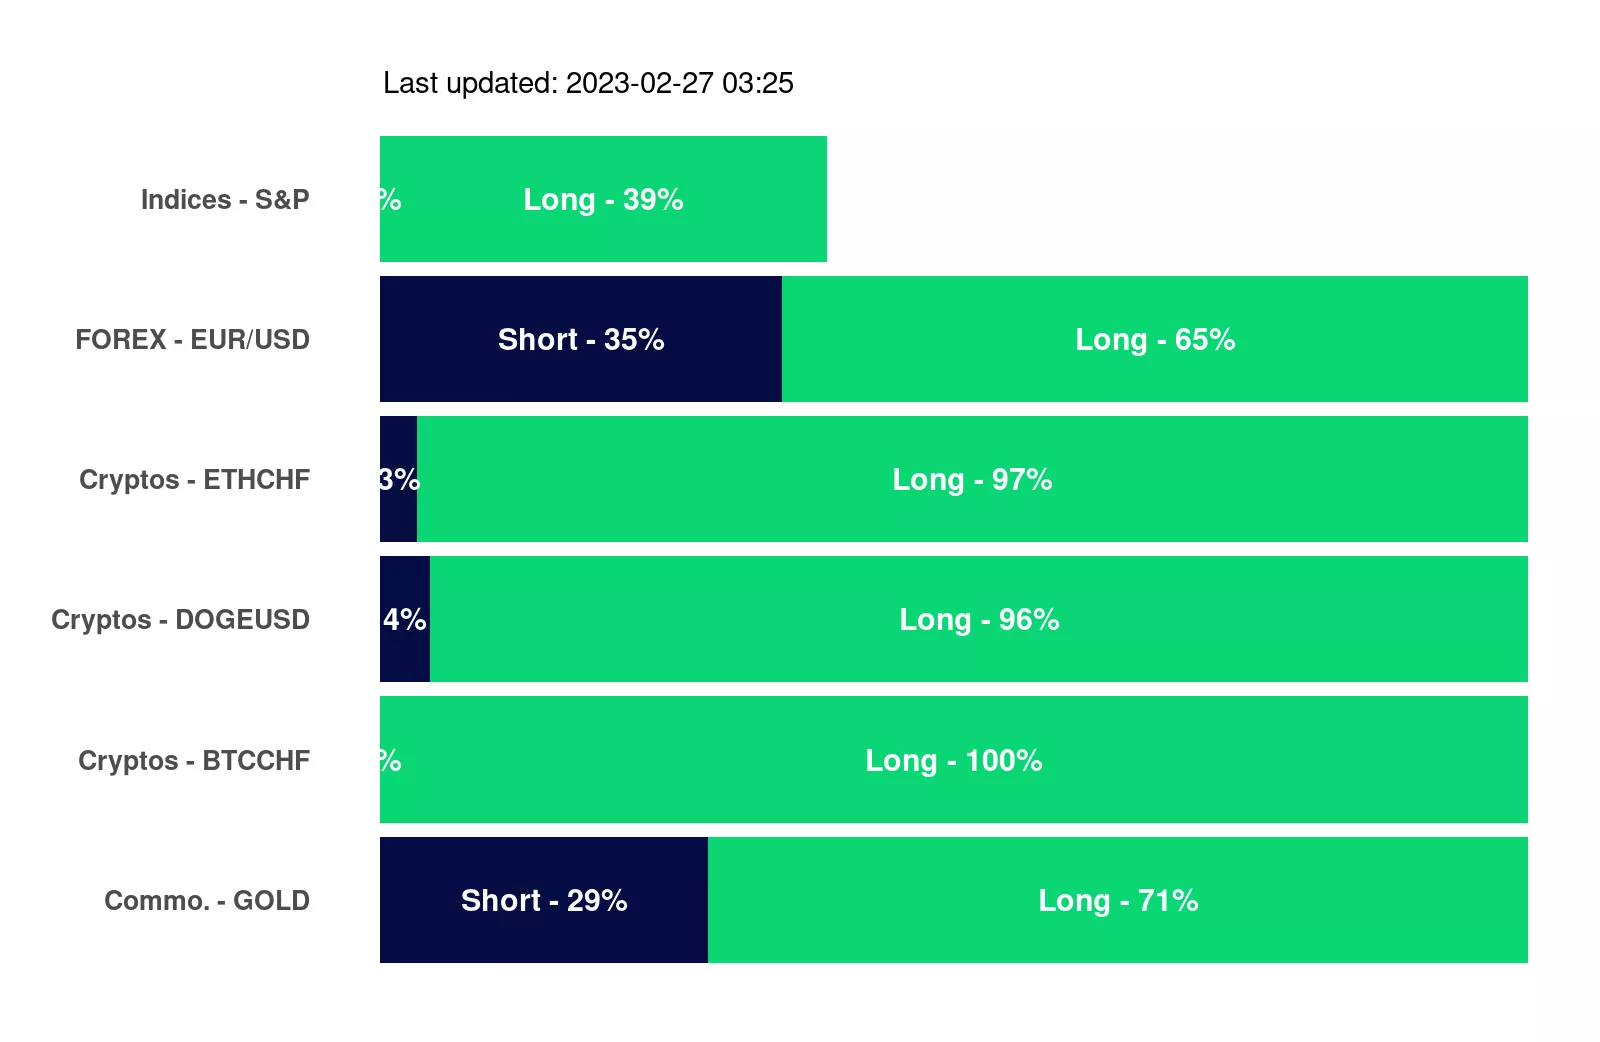 Last updated: 2023-02-27 03:25
Indices - S&P % Long - 39%
FOREX - EUR/USD Short - 35% Long - 65%
Cryptos - ETHCHF 3% Long - 97%
Cryptos - DOGEUSD 4% Long - 96%
Cryptos - BTCCHF % Long - 100%
Commo. - GOLD Short - 29% Long - 71%